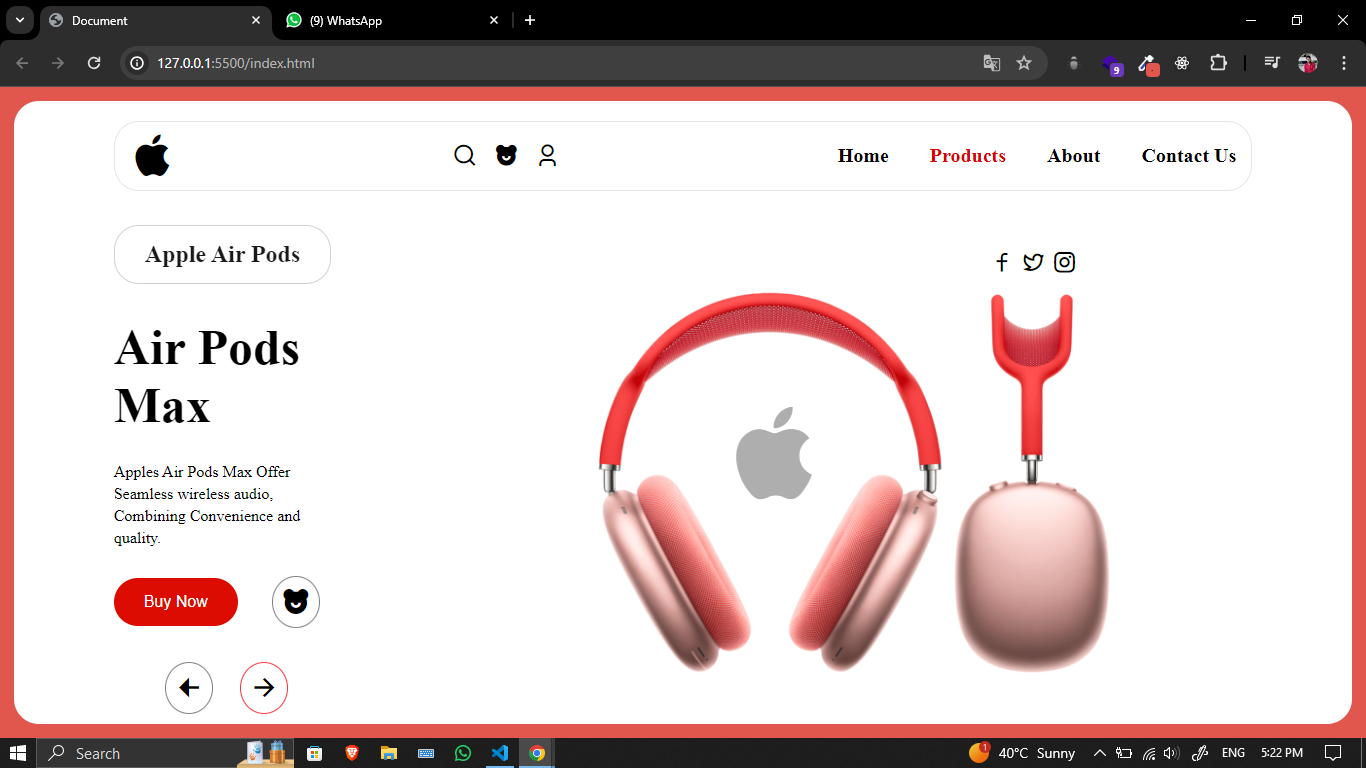 Document
(9) WhatsApp
127.0.0.1:5500/index.html
9
Home Products About Contact Us
Apple Air Pods
Air Pods
Max
Apples Air Pods Max Offer
Seamless wireless audio,
Combining Convenience and
quality.
Buy Now
Search
1
40°C Sunny
ENG
5:22 PM